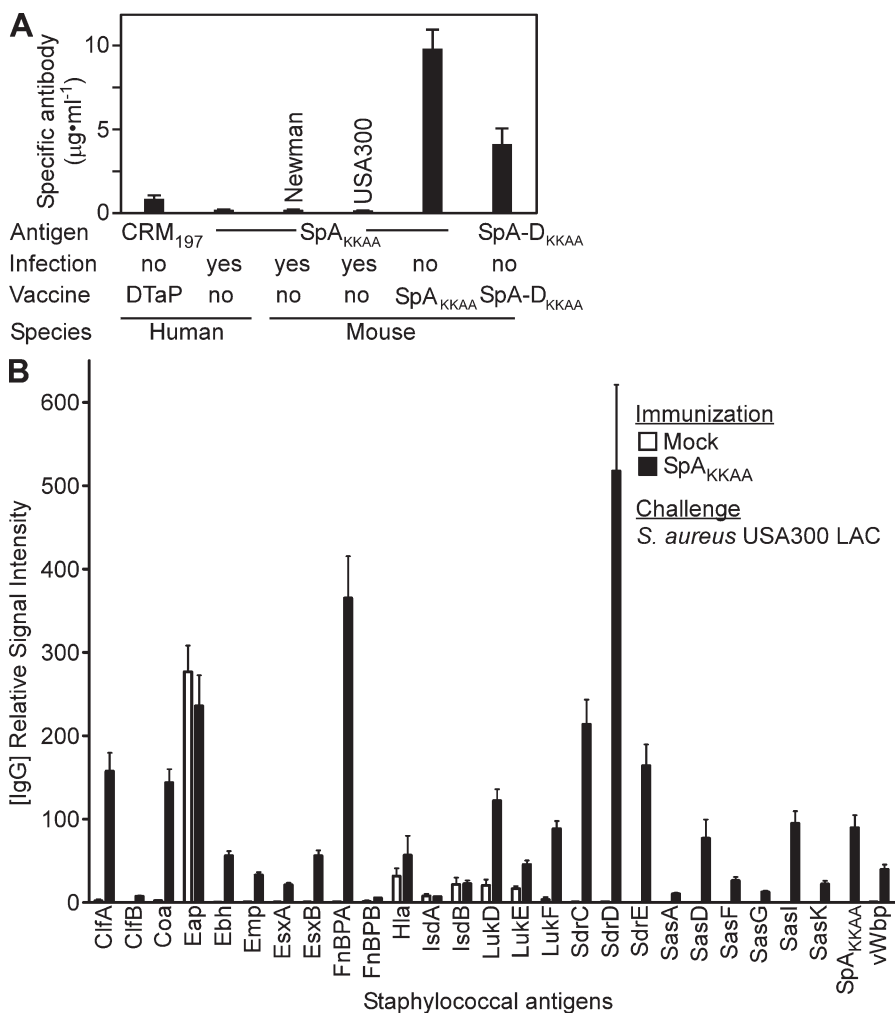 A
Specific antibody
(µg•ml-1)
10
5
0
Newman
USA300
Antigen CRM197 SpAKKAA SpA-DKKAA
Infection no yes yes yes no no
Vaccine DTaP no no no SpAKKAA SpA-DKKAA
Species Human Mouse
B
[IgG] Relative Signal Intensity
600
500
400
300
200
100
0
Immunization
Mock
SpAKKAA
Challenge
S. aureus USA300 LAC
ClfA
ClfB
Coa
Eap
Ebh
Emp
EsxA
EsxB
FnBPA
FnBPB
Hla
IsdA
IsdB
LukD
LukE
LukF
SdrC
SdrD
SdrE
SasA
SasD
SasF
SasG
SasI
SasK
SpAKKAA
vWbp
Staphylococcal antigens